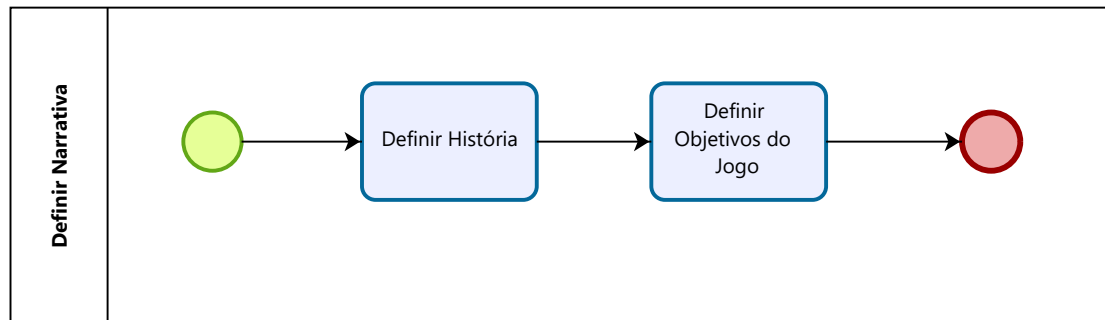 Definir Narrativa
Definir História
Definir
Objetivos do
Jogo